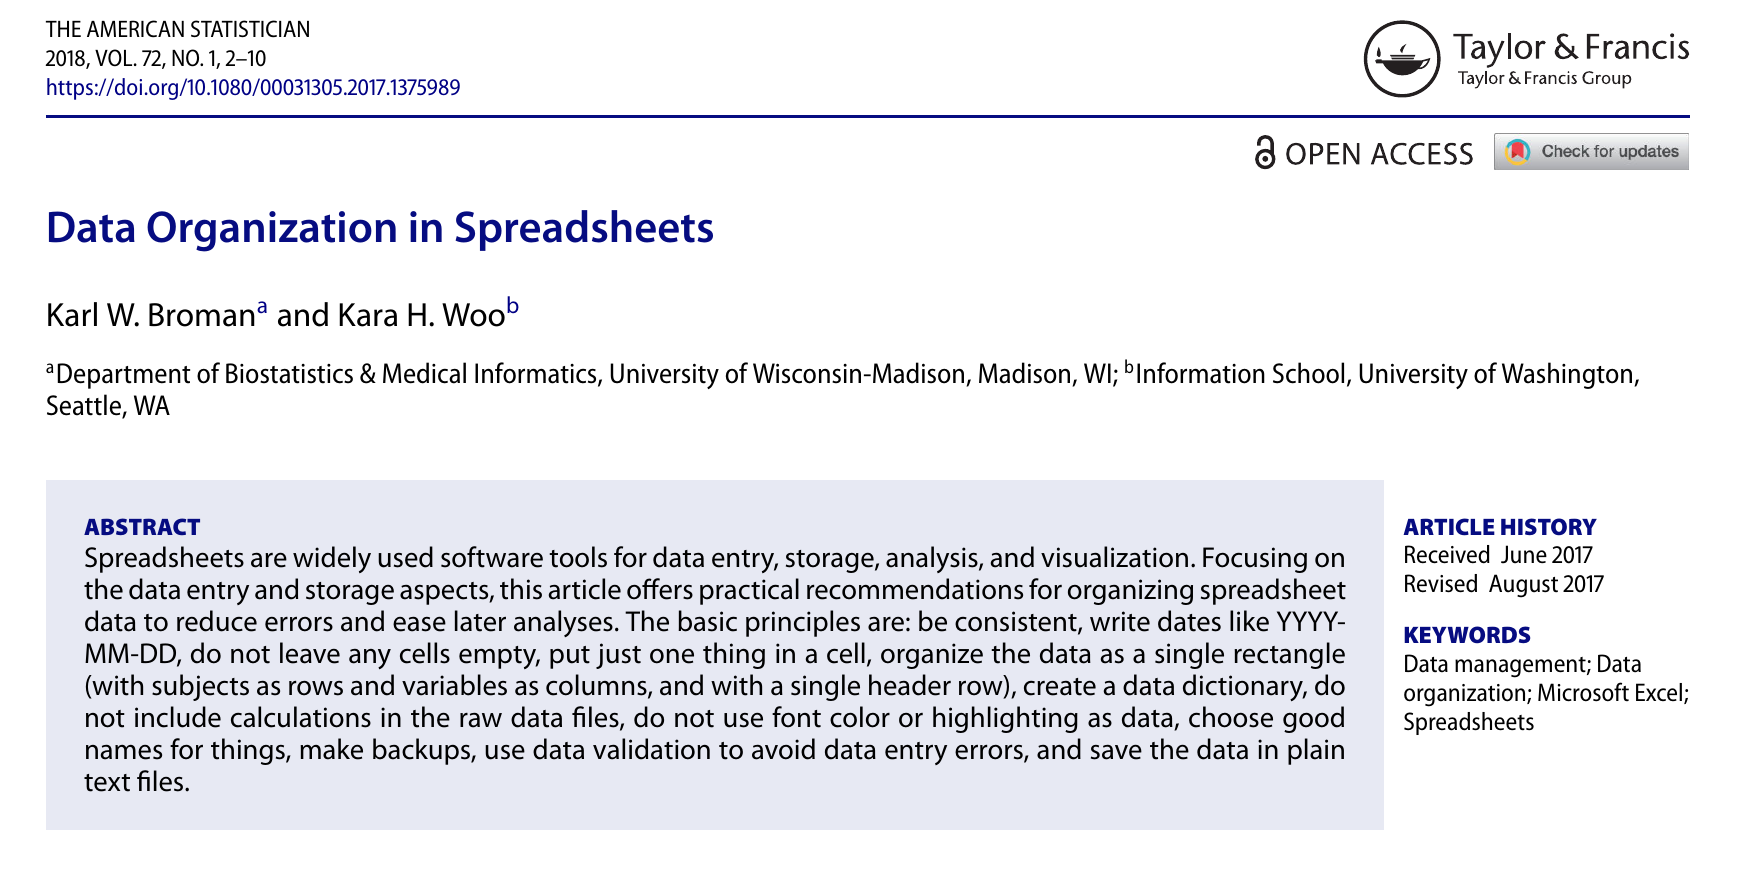 THE AMERICAN STATISTICIAN
2018, VOL. 72, NO. 1, 2–10
https://doi.org/10.1080/00031305.2017.1375989
Taylor & Francis
Taylor & Francis Group
OPEN ACCESS
Check for updates
Data Organization in Spreadsheets
Karl W. Bromanᵃ and Kara H. Wooᵇ
ᵃDepartment of Biostatistics & Medical Informatics, University of Wisconsin-Madison, Madison, WI; ᵇInformation School, University of Washington,
Seattle, WA
ABSTRACT
Spreadsheets are widely used software tools for data entry, storage, analysis, and visualization. Focusing on
the data entry and storage aspects, this article offers practical recommendations for organizing spreadsheet
data to reduce errors and ease later analyses. The basic principles are: be consistent, write dates like YYYY-
MM-DD, do not leave any cells empty, put just one thing in a cell, organize the data as a single rectangle
(with subjects as rows and variables as columns, and with a single header row), create a data dictionary, do
not include calculations in the raw data files, do not use font color or highlighting as data, choose good
names for things, make backups, use data validation to avoid data entry errors, and save the data in plain
text files.
ARTICLE HISTORY
Received June 2017
Revised August 2017
KEYWORDS
Data management; Data
organization; Microsoft Excel;
Spreadsheets